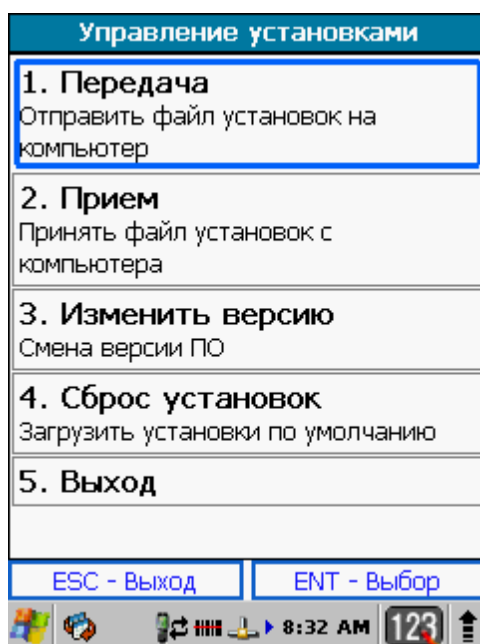 Управление установками
1. Передача
Отправить файл установок на
компьютер
2. Прием
Принять файл установок с
компьютера
3. Изменить версию
Смена версии ПО
4. Сброс установок
Загрузить установки по умолчанию
5. Выход
ESC - Выход ENT - Выбор
8:32 AM 123